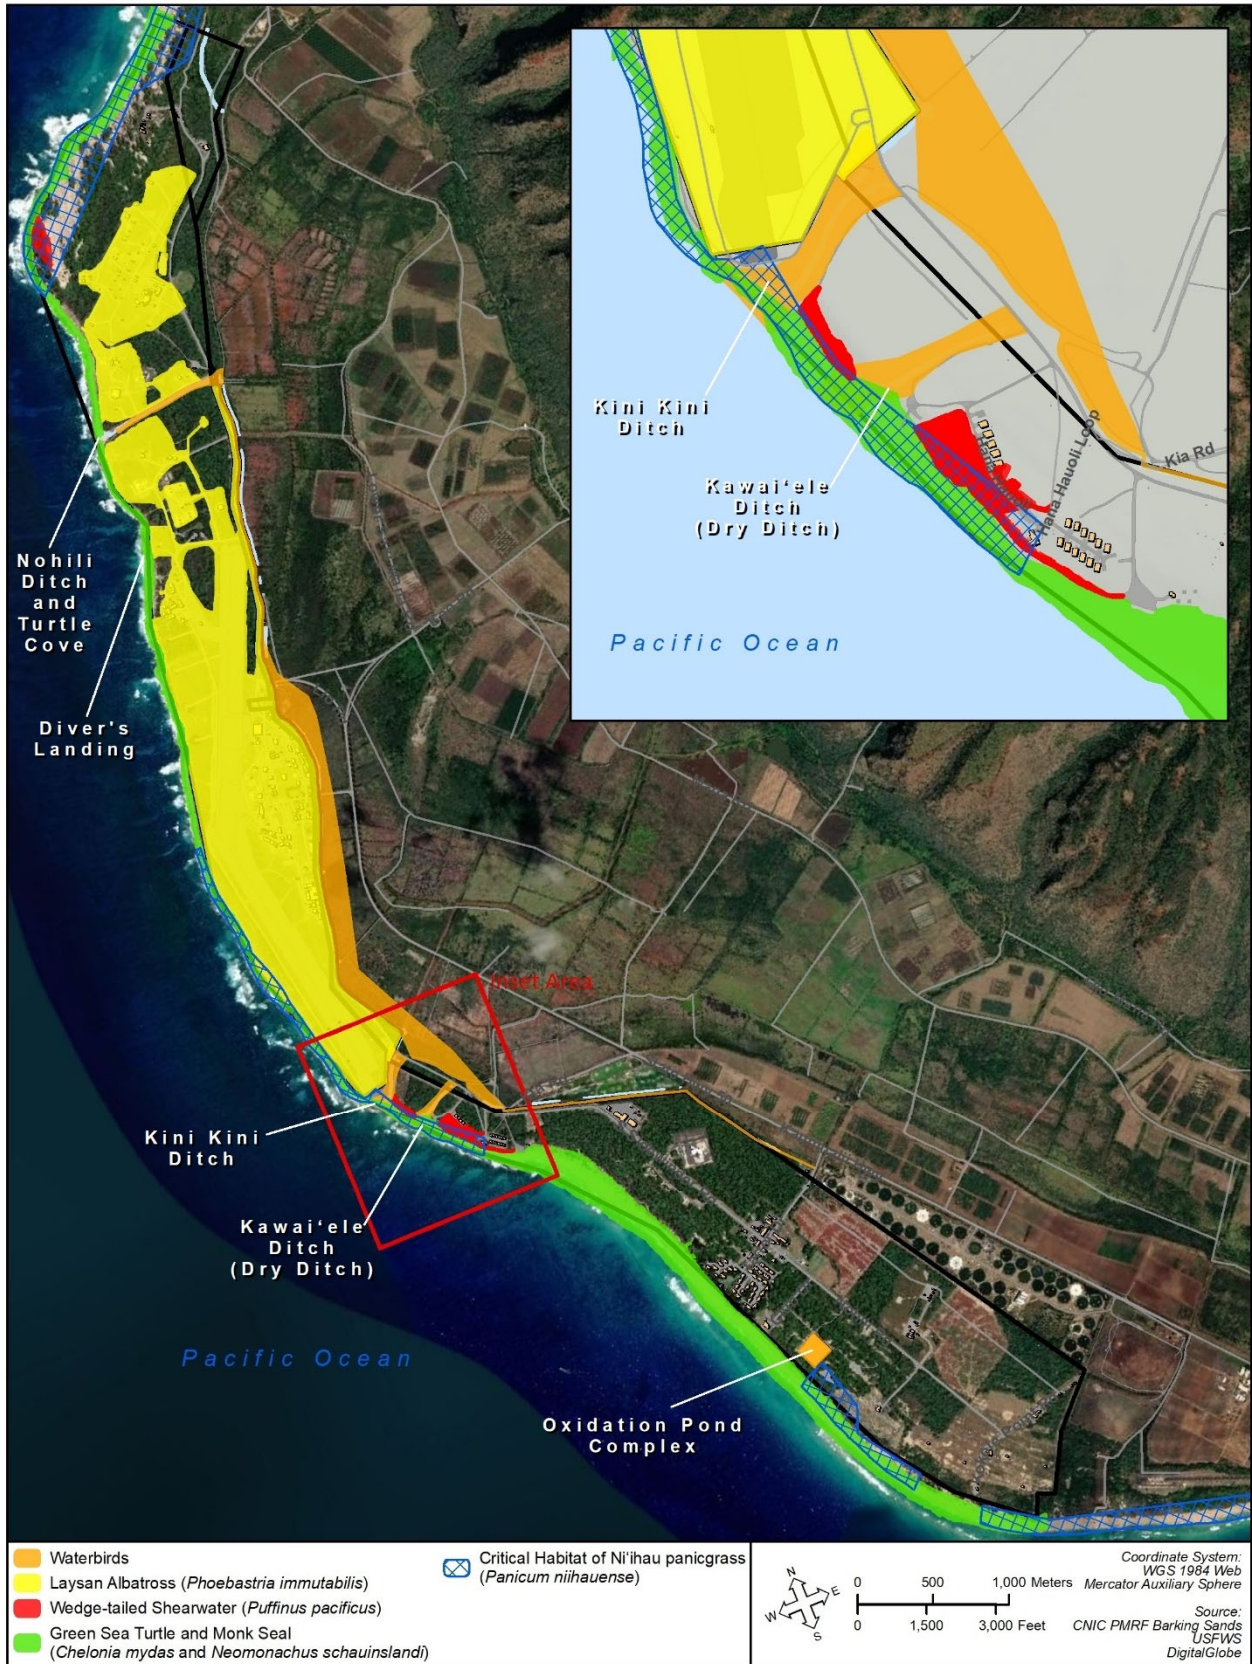 Kini Kini
Ditch
Kawai‘ele
Ditch
(Dry Ditch)
Hana Hauoli Loop
Kia Rd
Pacific Ocean
Nohili
Ditch
and
Turtle
Cove
Diver's
Landing
Inset Area
Kini Kini
Ditch
Kawai‘ele
Ditch
(Dry Ditch)
Pacific Ocean
Oxidation Pond
Complex
Waterbirds
Laysan Albatross (Phoebastria immutabilis)
Wedge-tailed Shearwater (Puffinus pacificus)
Green Sea Turtle and Monk Seal
(Chelonia mydas and Neomonachus schauinslandi)
Critical Habitat of Ni‘ihau panicgrass
(Panicum niihauense)
N
E
W
S
0 500 1,000 Meters
0 1,500 3,000 Feet
Coordinate System:
WGS 1984 Web
Mercator Auxiliary Sphere
Source:
CNIC PMRF Barking Sands
USFWS
DigitalGlobe